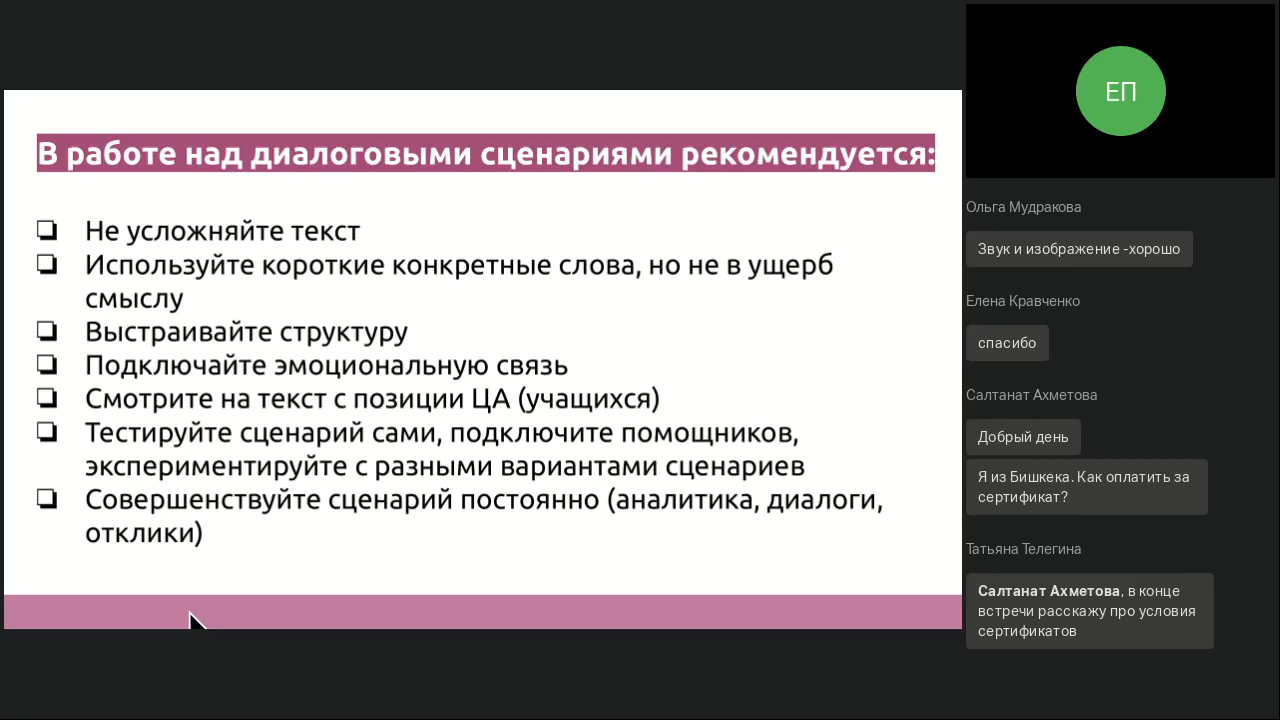 В работе над диалоговыми сценариями рекомендуется:
Не усложняйте текст
Используйте короткие конкретные слова, но не в ущерб
смыслу
Выстраивайте структуру
Подключайте эмоциональную связь
Смотрите на текст с позиции ЦА (учащихся)
Тестируйте сценарий сами, подключите помощников,
экспериментируйте с разными вариантами сценариев
Совершенствуйте сценарий постоянно (аналитика, диалоги,
отклики)
ЕП
Ольга Мудракова
Звук и изображение -хорошо
Елена Кравченко
спасибо
Салтанат Ахметова
Добрый день
Я из Бишкека. Как оплатить за
сертификат?
Татьяна Телегина
Салтанат Ахметова, в конце
встречи расскажу про условия
сертификатов